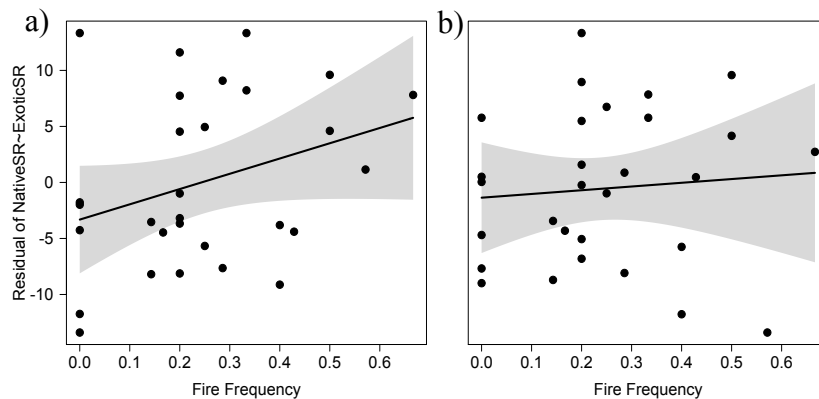 a)
b)
Residual of NativeSR~ExoticSR
10
5
0
-5
-10
0.0 0.1 0.2 0.3 0.4 0.5 0.6
0.0 0.1 0.2 0.3 0.4 0.5 0.6
Fire Frequency
Fire Frequency